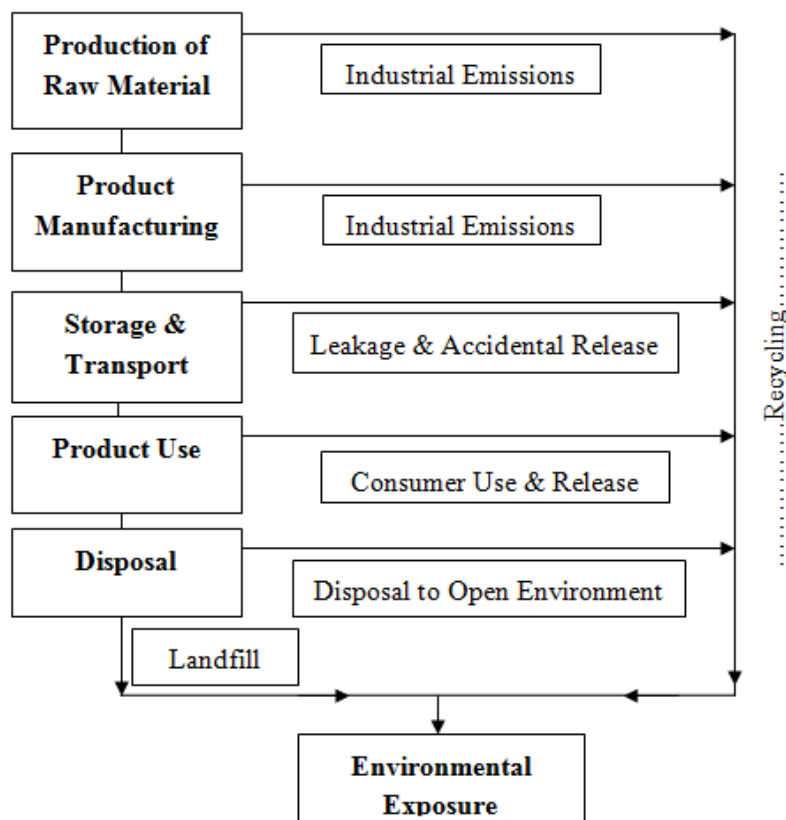 Production of
Raw Material
Industrial Emissions
Product
Manufacturing
Industrial Emissions
Storage &
Transport
Leakage & Accidental Release
Product Use
Consumer Use & Release
Disposal
Disposal to Open Environment
Landfill
Environmental
Exposure
Recycling